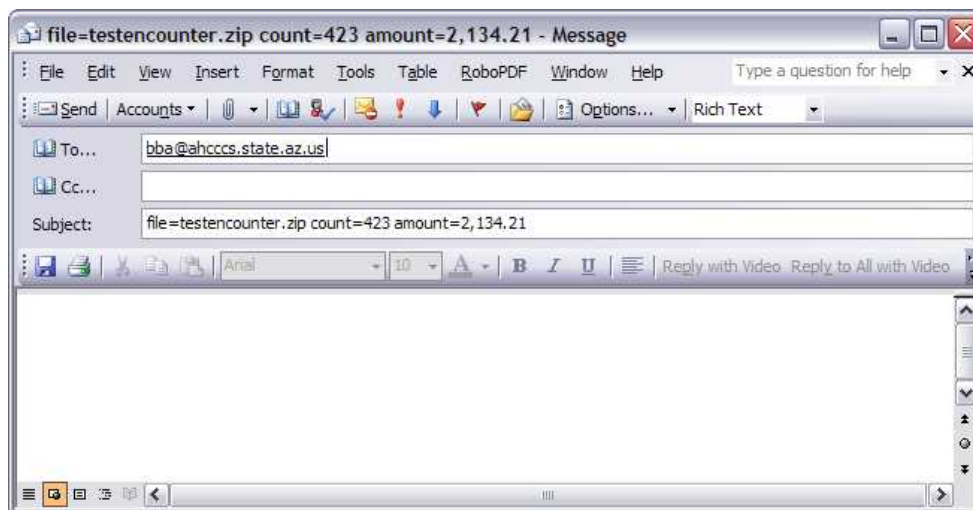 file=testencounter.zip count=423 amount=2,134.21 - Message
File Edit View Insert Format Tools Table RoboPDF Window Help Type a question for help
Send Accounts Options... Rich Text
To... bba@ahcccs.state.az.us
Cc...
Subject: file=testencounter.zip count=423 amount=2,134.21
Arial 10 A B I U Reply with Video Reply to All with Video